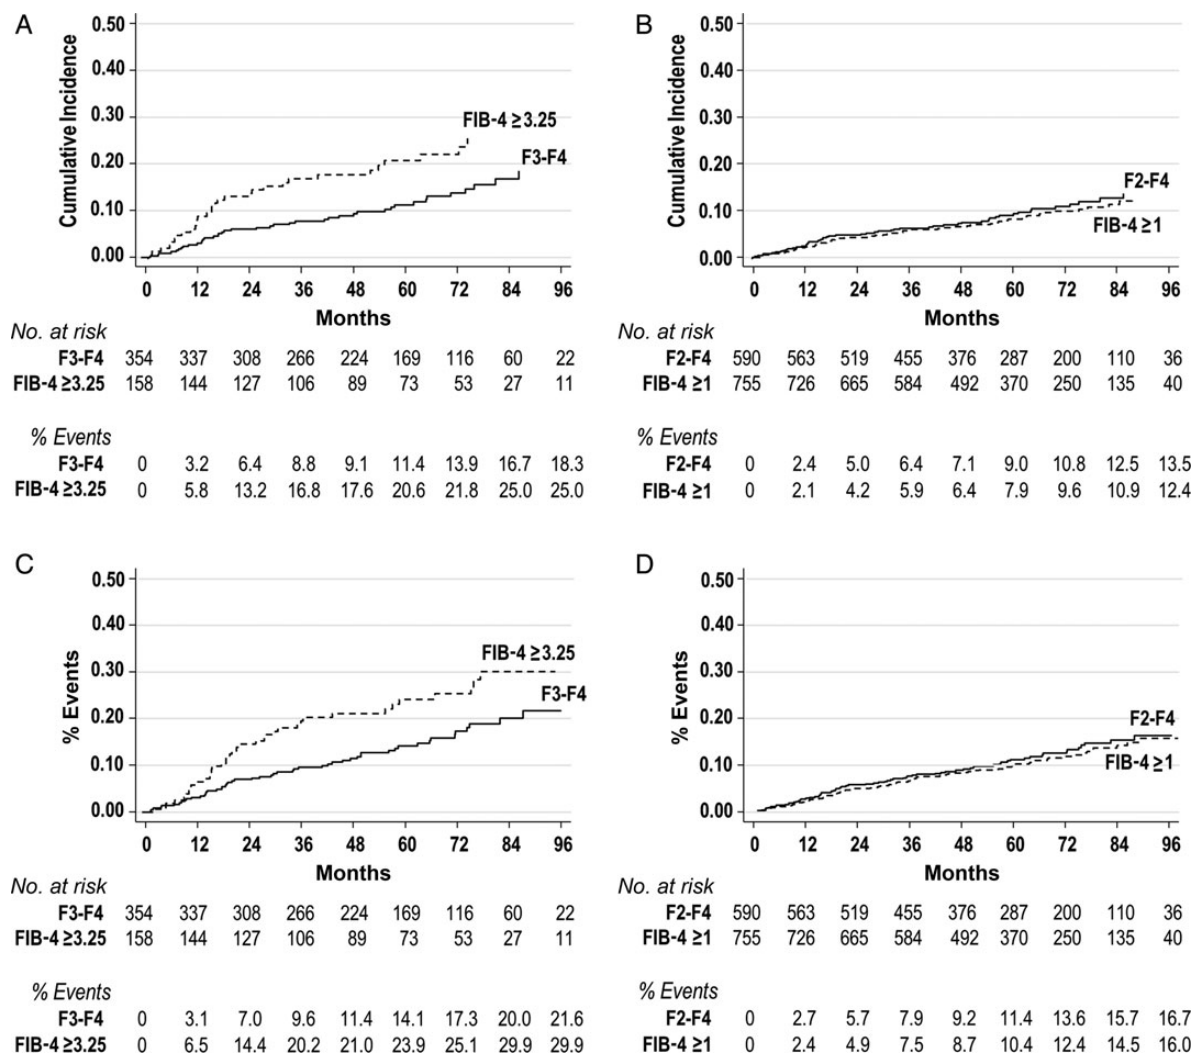 A
Cumulative Incidence
0.50
0.40
0.30
0.20
0.10
0.00
FIB-4 ≥3.25
F3-F4
0 12 24 36 48 60 72 84 96
Months
No. at risk
F3-F4 354 337 308 266 224 169 116 60 22
FIB-4 ≥3.25 158 144 127 106 89 73 53 27 11
% Events
F3-F4 0 3.2 6.4 8.8 9.1 11.4 13.9 16.7 18.3
FIB-4 ≥3.25 0 5.8 13.2 16.8 17.6 20.6 21.8 25.0 25.0
B
Cumulative Incidence
0.50
0.40
0.30
0.20
0.10
0.00
F2-F4
FIB-4 ≥1
0 12 24 36 48 60 72 84 96
Months
No. at risk
F2-F4 590 563 519 455 376 287 200 110 36
FIB-4 ≥1 755 726 665 584 492 370 250 135 40
% Events
F2-F4 0 2.4 5.0 6.4 7.1 9.0 10.8 12.5 13.5
FIB-4 ≥1 0 2.1 4.2 5.9 6.4 7.9 9.6 10.9 12.4
C
% Events
0.50
0.40
0.30
0.20
0.10
0.00
FIB-4 ≥3.25
F3-F4
0 12 24 36 48 60 72 84 96
Months
No. at risk
F3-F4 354 337 308 266 224 169 116 60 22
FIB-4 ≥3.25 158 144 127 106 89 73 53 27 11
% Events
F3-F4 0 3.1 7.0 9.6 11.4 14.1 17.3 20.0 21.6
FIB-4 ≥3.25 0 6.5 14.4 20.2 21.0 23.9 25.1 29.9 29.9
D
% Events
0.50
0.40
0.30
0.20
0.10
0.00
F2-F4
FIB-4 ≥1
0 12 24 36 48 60 72 84 96
Months
No. at risk
F2-F4 590 563 519 455 376 287 200 110 36
FIB-4 ≥1 755 726 665 584 492 370 250 135 40
% Events
F2-F4 0 2.7 5.7 7.9 9.2 11.4 13.6 15.7 16.7
FIB-4 ≥1 0 2.4 4.9 7.5 8.7 10.4 12.4 14.5 16.0